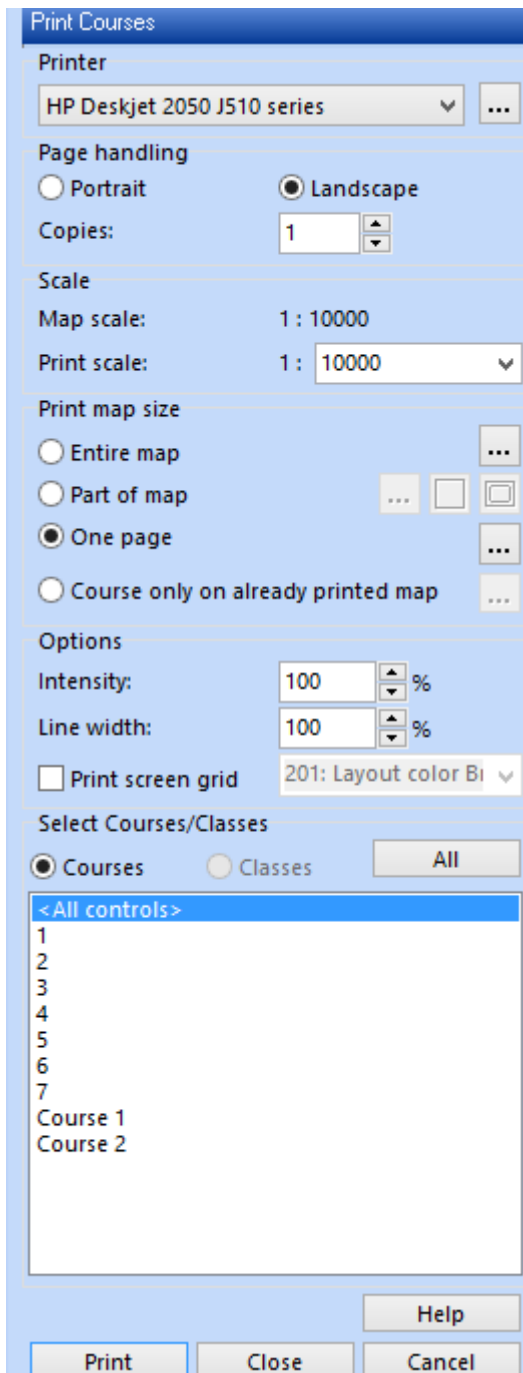 Print Courses
Printer
HP Deskjet 2050 J510 series ...
Page handling
Portrait Landscape
Copies: 1
Scale
Map scale: 1 : 10000
Print scale: 1 : 10000
Print map size
Entire map ...
Part of map ...
One page ...
Course only on already printed map ...
Options
Intensity: 100 %
Line width: 100 %
Print screen grid 201: Layout color
Select Courses/Classes
Courses Classes All
<All controls>
1
2
3
4
5
6
7
Course 1
Course 2
Help
Print Close Cancel